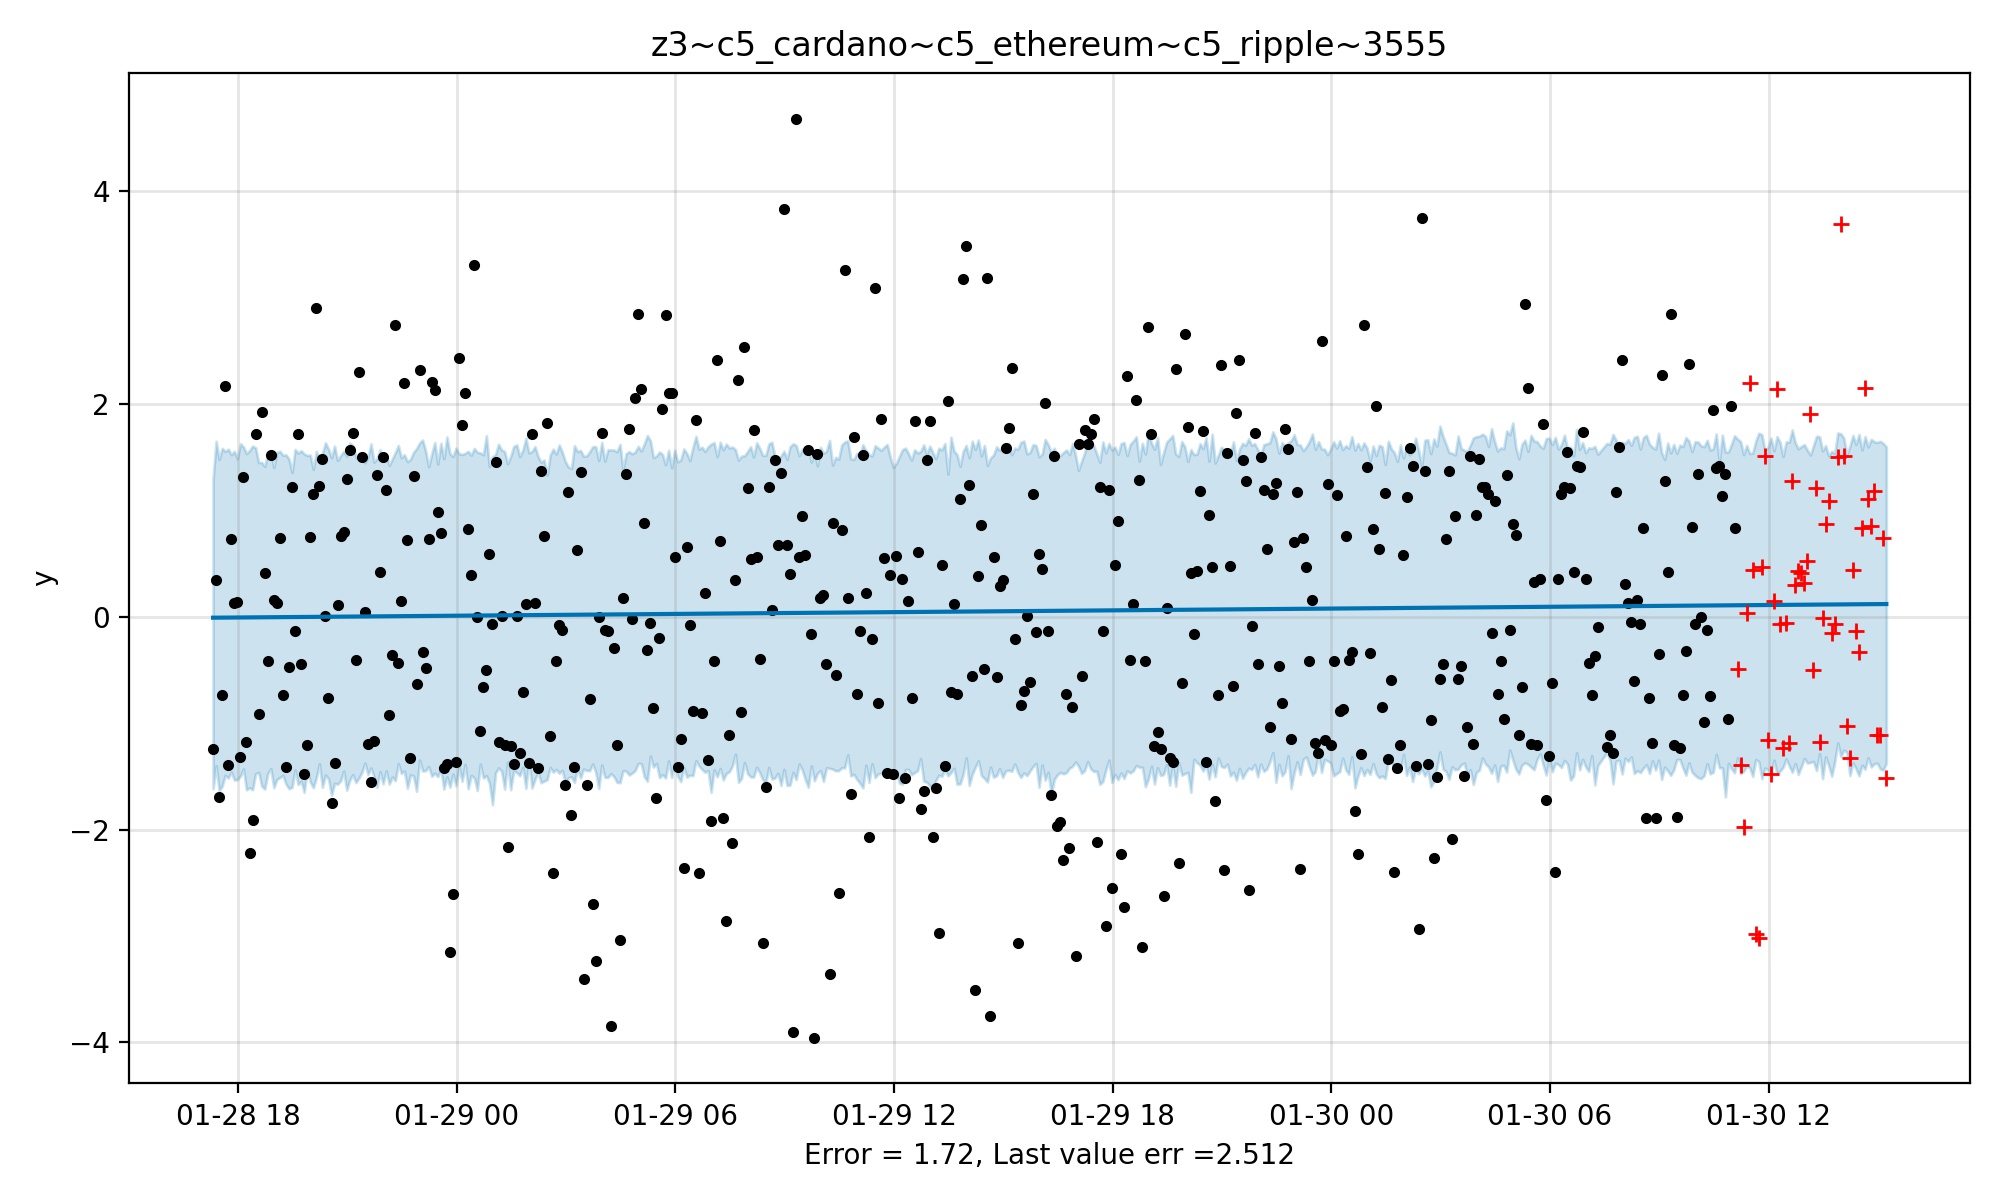 z3~c5_cardano~c5_ethereum~c5_ripple~3555
y
4
2
0
−2
−4
01-28 18 01-29 00 01-29 06 01-29 12 01-29 18 01-30 00 01-30 06 01-30 12
Error = 1.72, Last value err =2.512